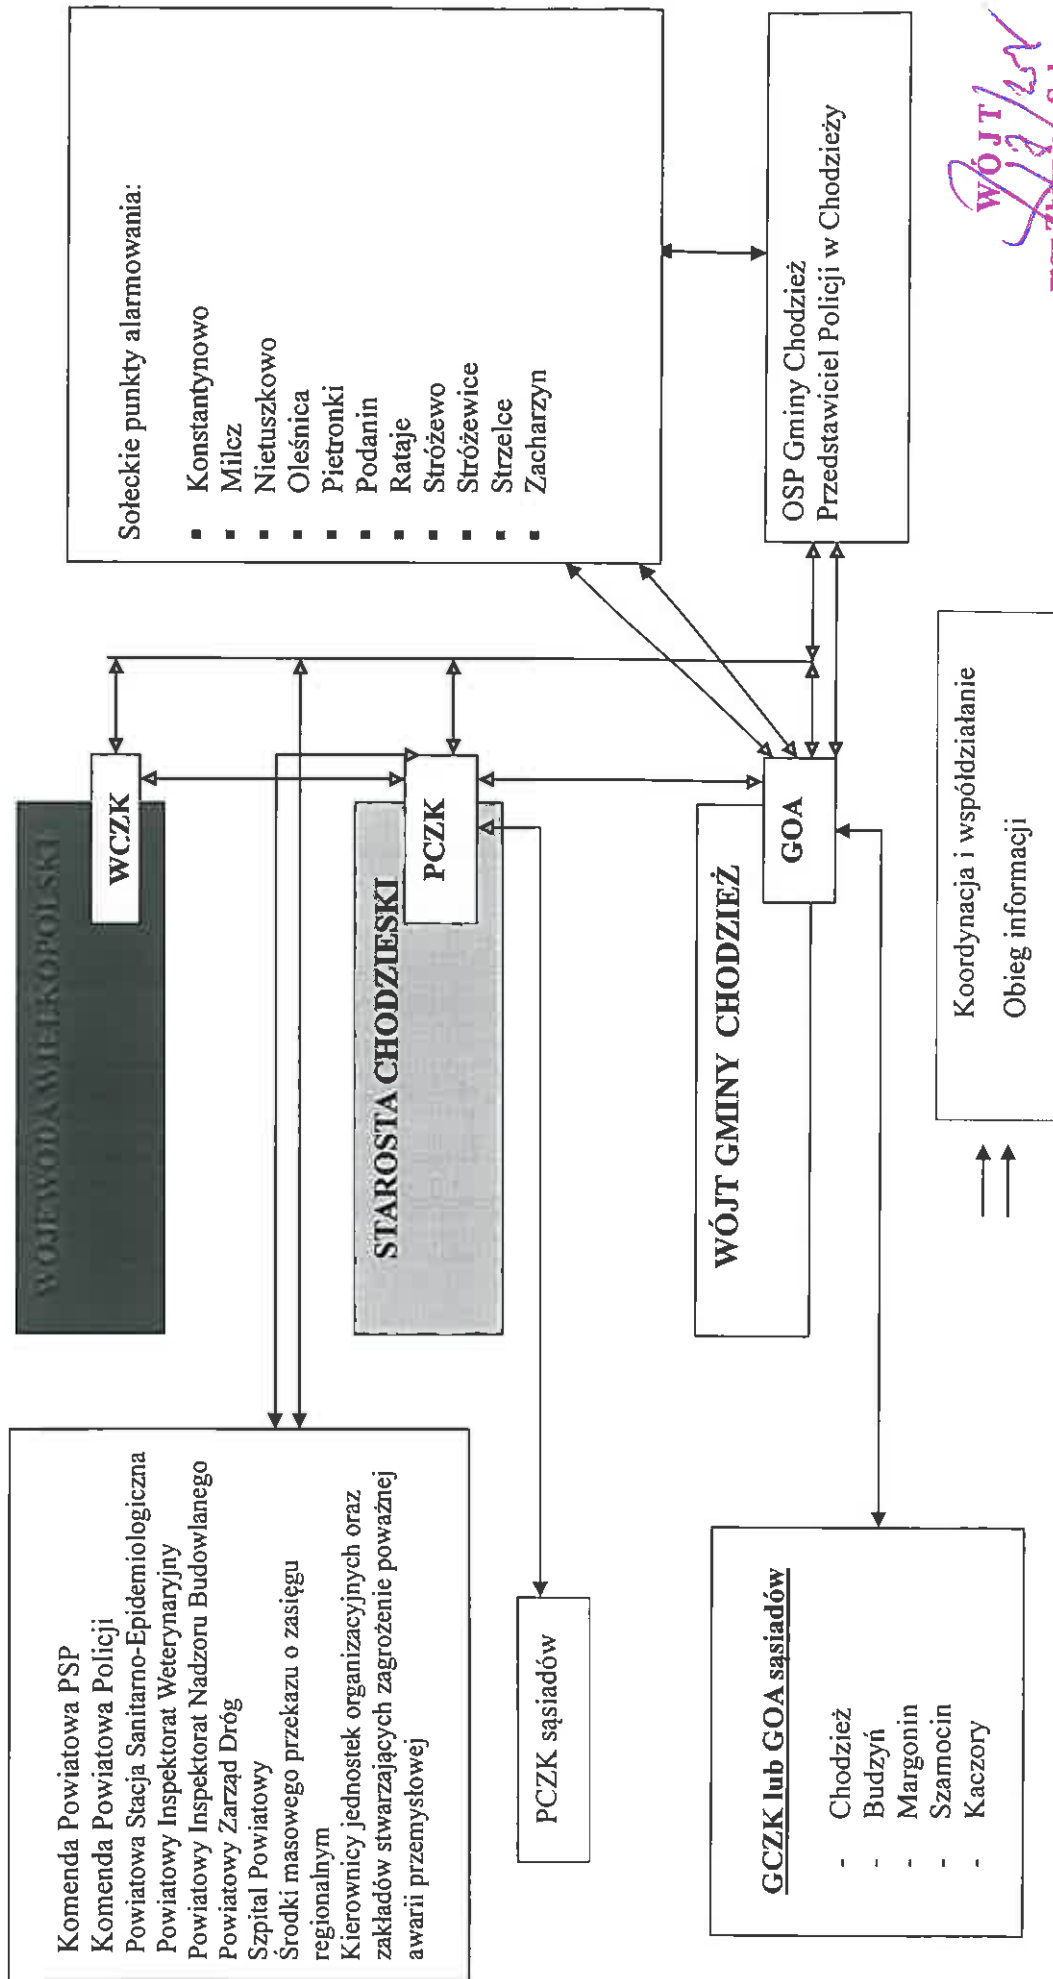 Komenda Powiatowa PSP
Komenda Powiatowa Policji
Powiatowa Stacja Sanitarno-Epidemiologiczna
Powiatowy Inspektorat Weterynaryjny
Powiatowy Inspektorat Nadzoru Budowlanego
Powiatowy Zarząd Dróg
Szpital Powiatowy
Środki masowego przekazu o zasięgu
regionalnym
Kierownicy jednostek organizacyjnych oraz
zakładów stwarzających zagrożenie poważnej
awarii przemysłowej
PCZK sąsiadów
GCZK lub GOA sąsiadów
- Chodzież
- Budzyń
- Margonin
- Szamocin
- Kaczory
WOJEWODA WIELKOPOLSKI
WCZK
STAROSTA CHODZIESKI
PCZK
WÓJT GMINY CHODZIEŻ
GOA
Sołeckie punkty alarmowania:
▪ Konstantynowo
▪ Milcz
▪ Nietuszkowo
▪ Oleśnica
▪ Pietronki
▪ Podanin
▪ Rataje
▪ Stróżewo
▪ Stróżewice
▪ Strzelce
▪ Zacharzyn
OSP Gminy Chodzież
Przedstawiciel Policji w Chodzieży
Koordynacja i współdziałanie
Obieg informacji
WÓJT